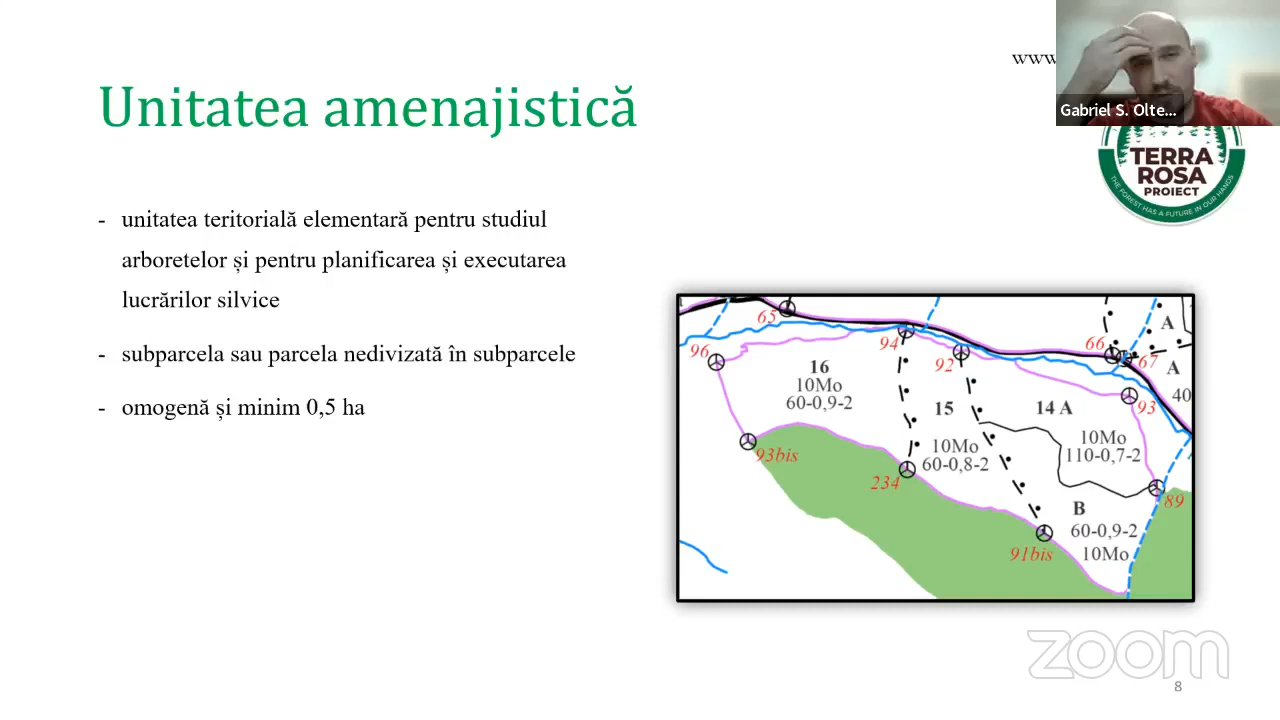 www
Unitatea amenajistică
Gabriel S. Olte...
TERRA
ROSA
PROIECT
THE FOREST HAS A FUTURE IN OUR HANDS
- unitatea teritorială elementară pentru studiul
arboretelor și pentru planificarea și executarea
lucrărilor silvice
- subparcela sau parcela nedivizată în subparcele
- omogenă și minim 0,5 ha
65
96
94
92
66
67
A
A
40
16
10Mo
60-0,9-2
15
10Mo
60-0,8-2
14 A
10Mo
110-0,7-2
93
93bis
234
89
B
60-0,9-2
10Mo
91bis
zoom
8